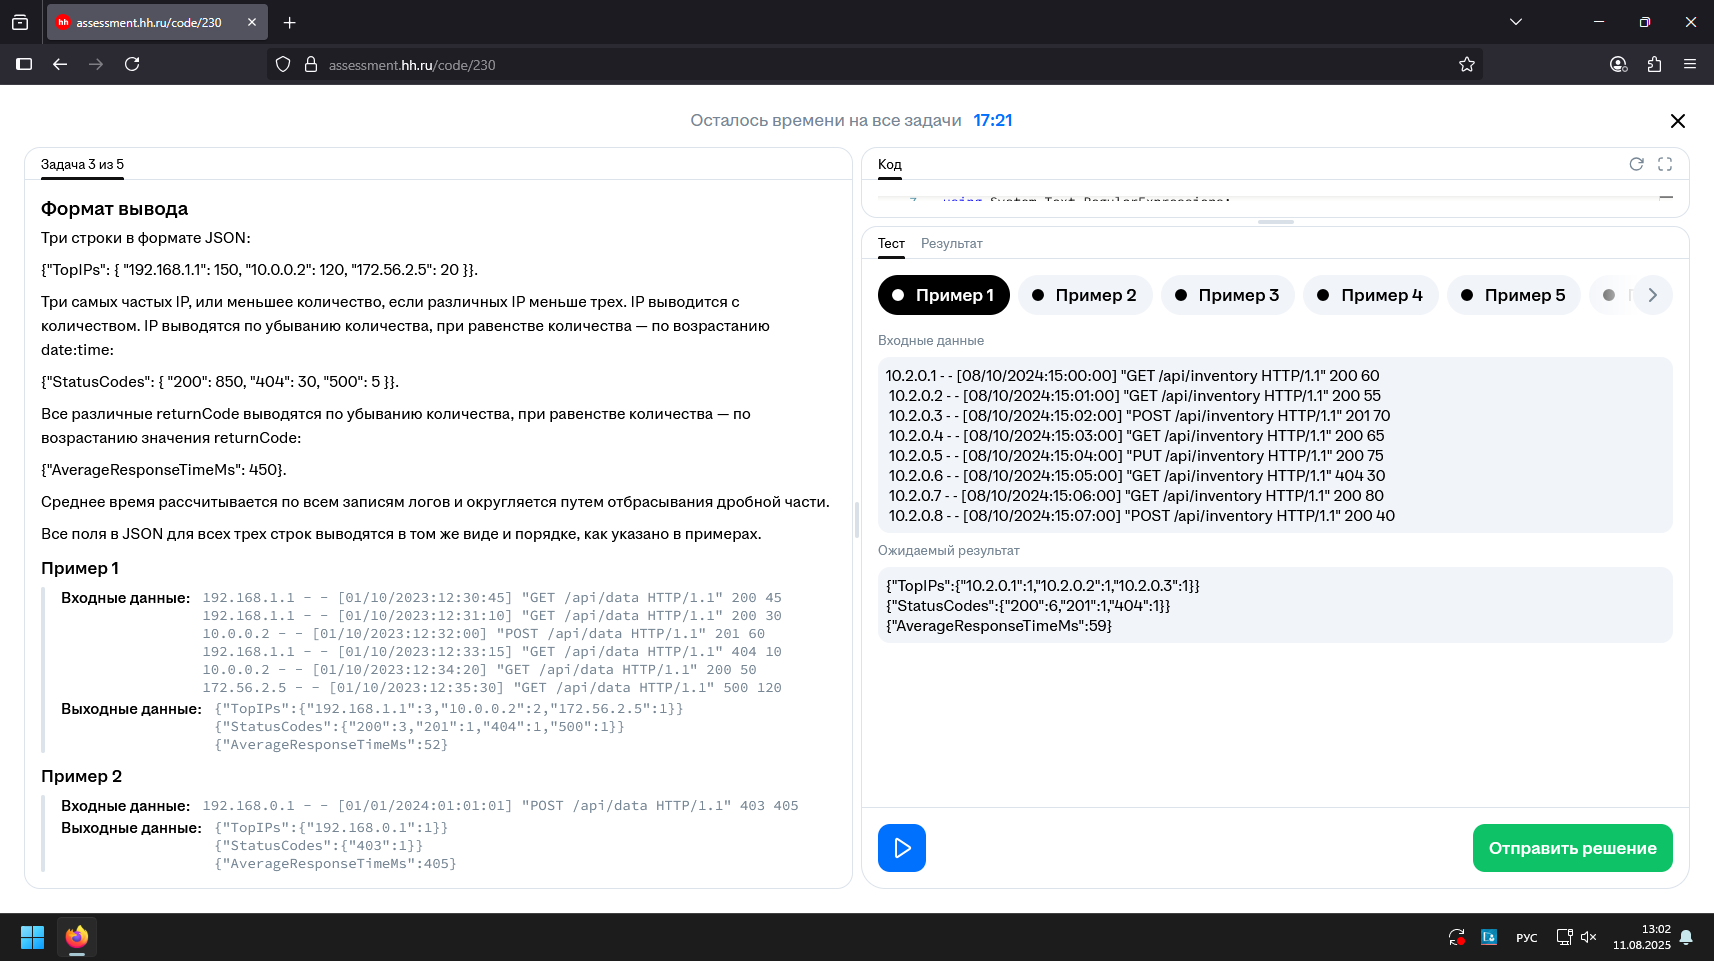 assessment.hh.ru/code/230
assessment.hh.ru/code/230
Осталось времени на все задачи 17:21
Задача 3 из 5
Формат вывода
Три строки в формате JSON:
{"TopIPs": { "192.168.1.1": 150, "10.0.0.2": 120, "172.56.2.5": 20 }}.
Три самых частых IP, или меньшее количество, если различных IP меньше трех. IP выводится с
количеством. IP выводятся по убыванию количества, при равенстве количества — по возрастанию
date:time:
{"StatusCodes": { "200": 850, "404": 30, "500": 5 }}.
Все различные returnCode выводятся по убыванию количества, при равенстве количества — по
возрастанию значения returnCode:
{"AverageResponseTimeMs": 450}.
Среднее время рассчитывается по всем записям логов и округляется путем отбрасывания дробной части.
Все поля в JSON для всех трех строк выводятся в том же виде и порядке, как указано в примерах.
Пример 1
Входные данные: 192.168.1.1 - - [01/10/2023:12:30:45] "GET /api/data HTTP/1.1" 200 45
192.168.1.1 - - [01/10/2023:12:31:10] "GET /api/data HTTP/1.1" 200 30
10.0.0.2 - - [01/10/2023:12:32:00] "POST /api/data HTTP/1.1" 201 60
192.168.1.1 - - [01/10/2023:12:33:15] "GET /api/data HTTP/1.1" 404 10
10.0.0.2 - - [01/10/2023:12:34:20] "GET /api/data HTTP/1.1" 200 50
172.56.2.5 - - [01/10/2023:12:35:30] "GET /api/data HTTP/1.1" 500 120
Выходные данные: {"TopIPs":{"192.168.1.1":3,"10.0.0.2":2,"172.56.2.5":1}}
{"StatusCodes":{"200":3,"201":1,"404":1,"500":1}}
{"AverageResponseTimeMs":52}
Пример 2
Входные данные: 192.168.0.1 - - [01/01/2024:01:01:01] "POST /api/data HTTP/1.1" 403 405
Выходные данные: {"TopIPs":{"192.168.0.1":1}}
{"StatusCodes":{"403":1}}
{"AverageResponseTimeMs":405}
Код
using System.Text.RegularExpressions;
Тест Результат
Пример 1 Пример 2 Пример 3 Пример 4 Пример 5
Входные данные
10.2.0.1 - - [08/10/2024:15:00:00] "GET /api/inventory HTTP/1.1" 200 60
10.2.0.2 - - [08/10/2024:15:01:00] "GET /api/inventory HTTP/1.1" 200 55
10.2.0.3 - - [08/10/2024:15:02:00] "POST /api/inventory HTTP/1.1" 201 70
10.2.0.4 - - [08/10/2024:15:03:00] "GET /api/inventory HTTP/1.1" 200 65
10.2.0.5 - - [08/10/2024:15:04:00] "PUT /api/inventory HTTP/1.1" 200 75
10.2.0.6 - - [08/10/2024:15:05:00] "GET /api/inventory HTTP/1.1" 404 30
10.2.0.7 - - [08/10/2024:15:06:00] "GET /api/inventory HTTP/1.1" 200 80
10.2.0.8 - - [08/10/2024:15:07:00] "POST /api/inventory HTTP/1.1" 200 40
Ожидаемый результат
{"TopIPs":{"10.2.0.1":1,"10.2.0.2":1,"10.2.0.3":1}}
{"StatusCodes":{"200":6,"201":1,"404":1}}
{"AverageResponseTimeMs":59}
Отправить решение
РУС
13:02
11.08.2025